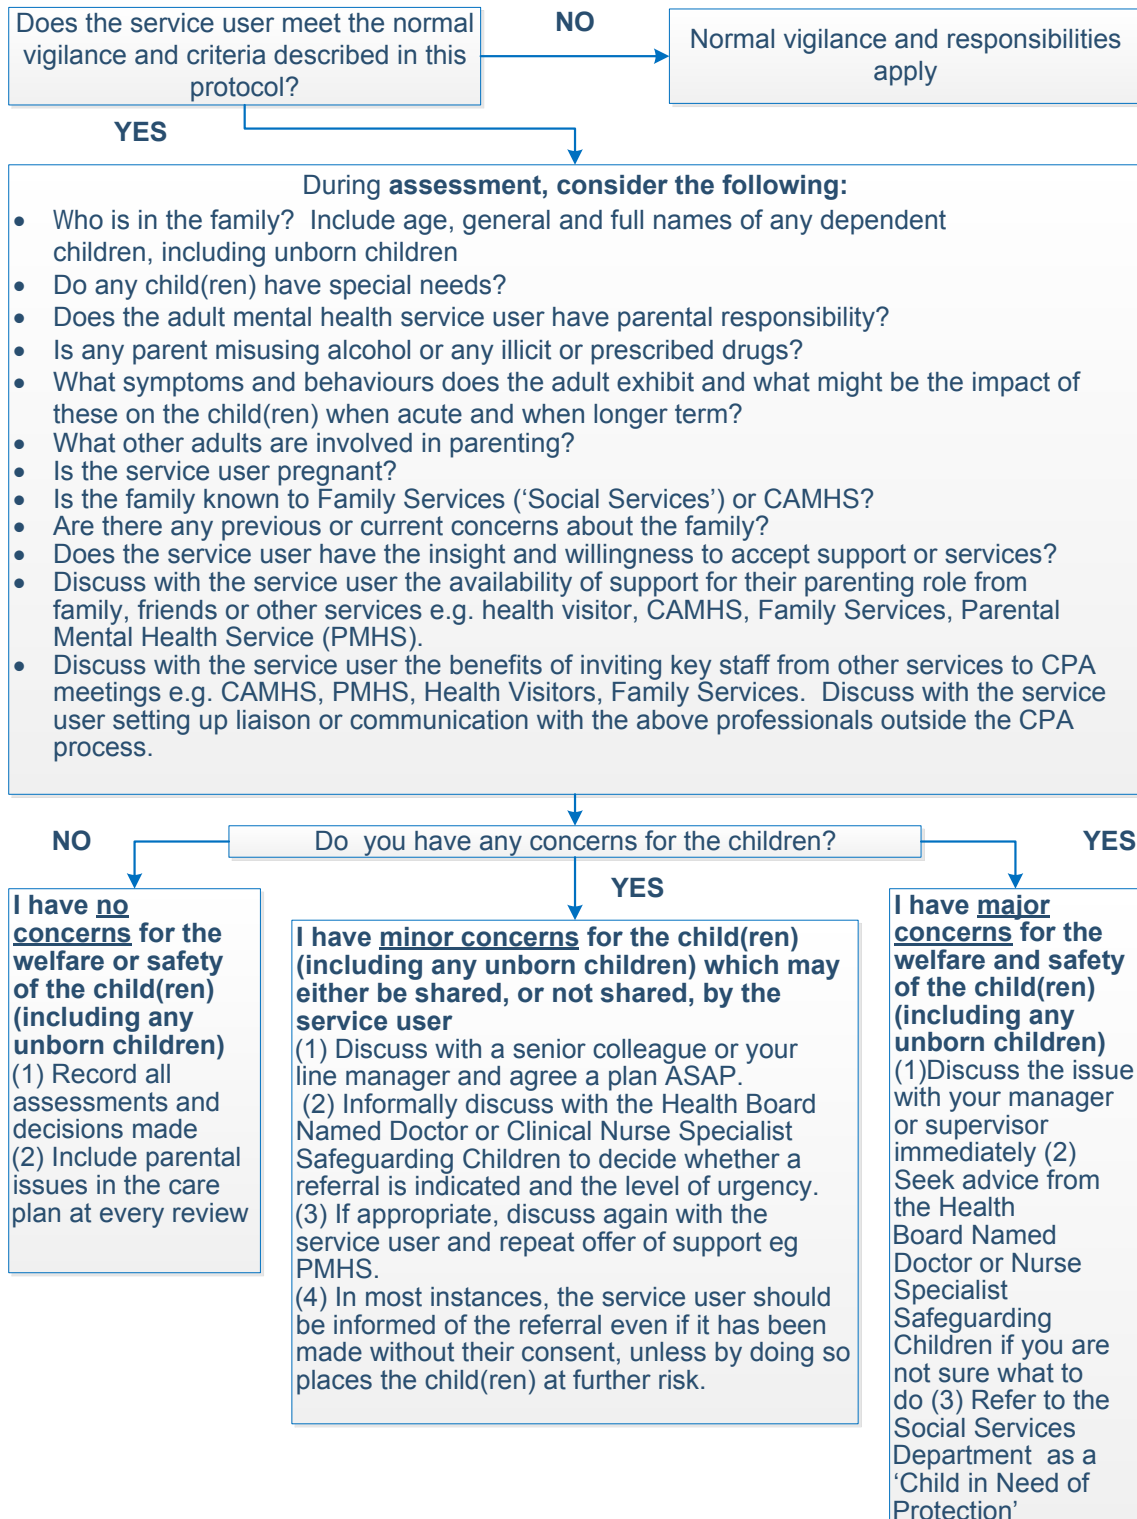 Does the service user meet the normal
vigilance and criteria described in this
protocol?
NO
Normal vigilance and responsibilities
apply
YES
During assessment, consider the following:
• Who is in the family?  Include age, general and full names of any dependent
children, including unborn children
• Do any child(ren) have special needs?
• Does the adult mental health service user have parental responsibility?
• Is any parent misusing alcohol or any illicit or prescribed drugs?
• What symptoms and behaviours does the adult exhibit and what might be the impact of
these on the child(ren) when acute and when longer term?
• What other adults are involved in parenting?
• Is the service user pregnant?
• Is the family known to Family Services (‘Social Services’) or CAMHS?
• Are there any previous or current concerns about the family?
• Does the service user have the insight and willingness to accept support or services?
• Discuss with the service user the availability of support for their parenting role from
family, friends or other services e.g. health visitor, CAMHS, Family Services, Parental
Mental Health Service (PMHS).
• Discuss with the service user the benefits of inviting key staff from other services to CPA
meetings e.g. CAMHS, PMHS, Health Visitors, Family Services.  Discuss with the service
user setting up liaison or communication with the above professionals outside the CPA
process.
NO
Do  you have any concerns for the children?
YES
YES
I have no
concerns for the
welfare or safety
of the child(ren)
(including any
unborn children)
(1) Record all
assessments and
decisions made
(2) Include parental
issues in the care
plan at every review
I have minor concerns for the child(ren)
(including any unborn children) which may
either be shared, or not shared, by the
service user
(1) Discuss with a senior colleague or your
line manager and agree a plan ASAP.
(2) Informally discuss with the Health Board
Named Doctor or Clinical Nurse Specialist
Safeguarding Children to decide whether a
referral is indicated and the level of urgency.
(3) If appropriate, discuss again with the
service user and repeat offer of support eg
PMHS.
(4) In most instances, the service user should
be informed of the referral even if it has been
made without their consent, unless by doing so
places the child(ren) at further risk.
I have major
concerns for the
welfare and safety
of the child(ren)
(including any
unborn children)
(1)Discuss the issue
with your manager
or supervisor
immediately (2)
Seek advice from
the Health
Board Named
Doctor or Nurse
Specialist
Safeguarding
Children if you are
not sure what to
do (3) Refer to the
Social Services
Department  as a
‘Child in Need of
Protection’